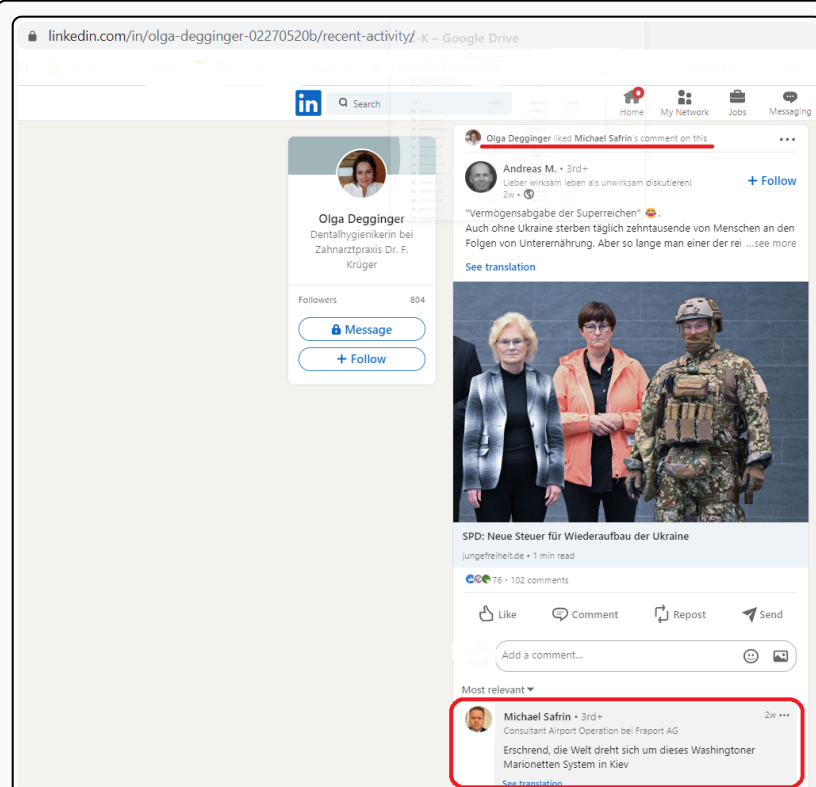 linkedin.com/in/olga-degginger-02270520b/recent-activity/
-K – Google Drive
in
Search
Home
My Network
Jobs
Messaging
Olga Degginger liked Michael Safrin's comment on this
Olga Degginger
Dentalhygienikerin bei
Zahnarztpraxis Dr. F.
Krüger
Followers 804
Message
+ Follow
Andreas M. • 3rd+
Lieber wirksam leben als unwirksam diskutieren!
2w •
+ Follow
"Vermögensabgabe der Superreichen" 😂.
Auch ohne Ukraine sterben täglich zehntausende von Menschen an den
Folgen von Unterernährung. Aber so lange man einer der rei ...see more
See translation
SPD: Neue Steuer für Wiederaufbau der Ukraine
jungefreiheit.de • 1 min read
76 • 102 comments
Like
Comment
Repost
Send
Add a comment...
Most relevant
Michael Safrin • 3rd+
2w
Consultant Airport Operation bei Fraport AG
Erschrend, die Welt dreht sich um dieses Washingtoner
Marionetten System in Kiev
See translation